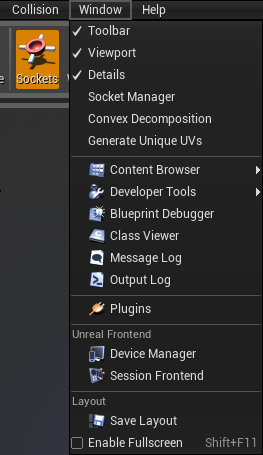 Collision Window Help
Sockets
Toolbar
Viewport
Details
Socket Manager
Convex Decomposition
Generate Unique UVs
Content Browser
Developer Tools
Blueprint Debugger
Class Viewer
Message Log
Output Log
Plugins
Unreal Frontend
Device Manager
Session Frontend
Layout
Save Layout
Enable Fullscreen Shift+F11